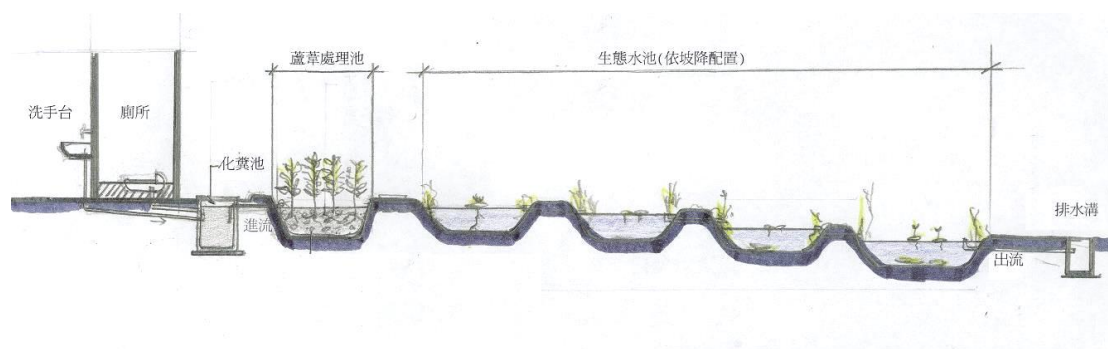 蘆葦處理池
生態水池(依坡降配置)
洗手台
廁所
化糞池
進流
排水溝
出流